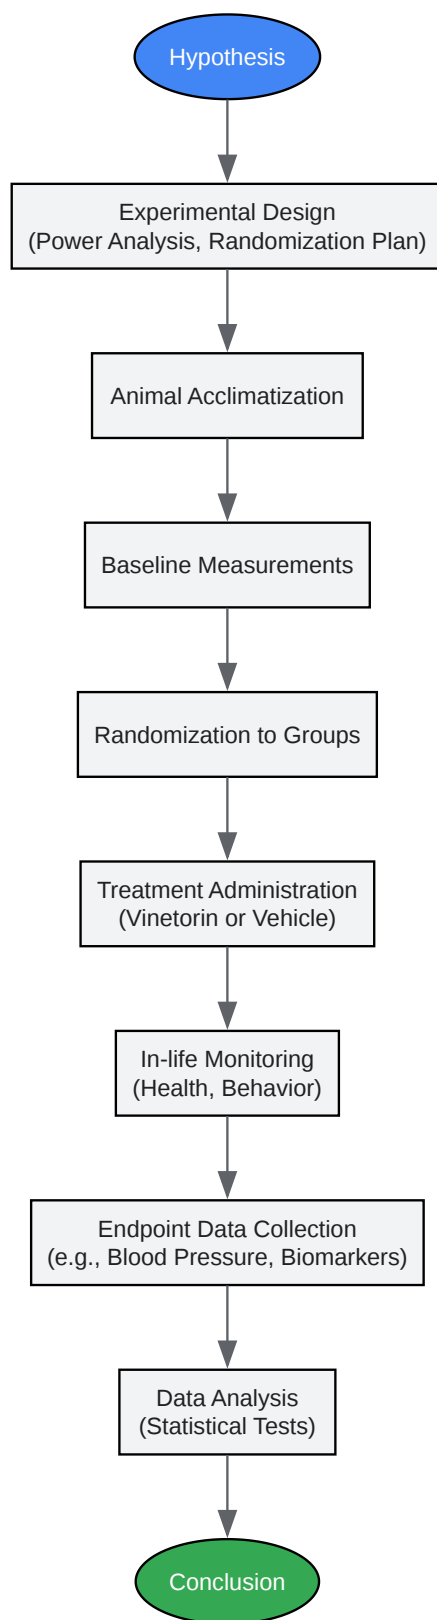 Hypothesis
Experimental Design
(Power Analysis, Randomization Plan)
Animal Acclimatization
Baseline Measurements
Randomization to Groups
Treatment Administration
(Vinetorin or Vehicle)
In-life Monitoring
(Health, Behavior)
Endpoint Data Collection
(e.g., Blood Pressure, Biomarkers)
Data Analysis
(Statistical Tests)
Conclusion